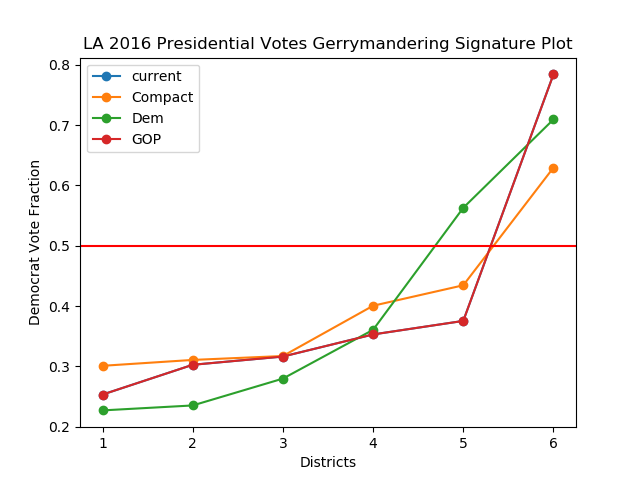 LA 2016 Presidential Votes Gerrymandering Signature Plot
current
Compact
Dem
GOP
Democrat Vote Fraction
0.8
0.7
0.6
0.5
0.4
0.3
0.2
1 2 3 4 5 6
Districts